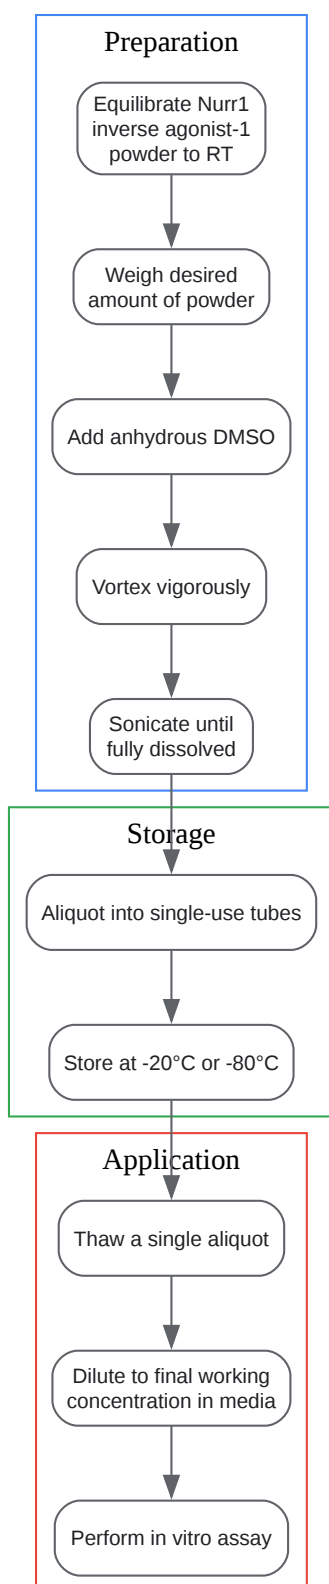 Preparation
Equilibrate Nurr1
inverse agonist-1
powder to RT
Weigh desired
amount of powder
Add anhydrous DMSO
Vortex vigorously
Sonicate until
fully dissolved
Storage
Aliquot into single-use tubes
Store at -20°C or -80°C
Application
Thaw a single aliquot
Dilute to final working
concentration in media
Perform in vitro assay